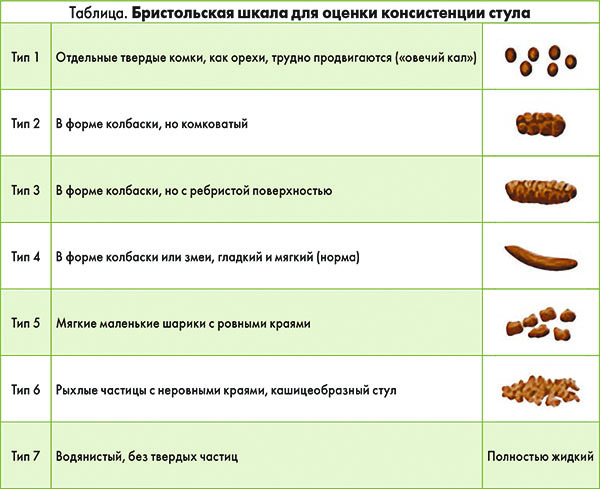 Таблица. Бристольская шкала для оценки консистенции стула
Тип 1 Отдельные твердые комки, как орехи, трудно продвигаются («овечий кал»)
Тип 2 В форме колбаски, но комковатый
Тип 3 В форме колбаски, но с ребристой поверхностью
Тип 4 В форме колбаски или змеи, гладкий и мягкий (норма)
Тип 5 Мягкие маленькие шарики с ровными краями
Тип 6 Рыхлые частицы с неровными краями, кашицеобразный стул
Тип 7 Водянистый, без твердых частиц Полностью жидкий